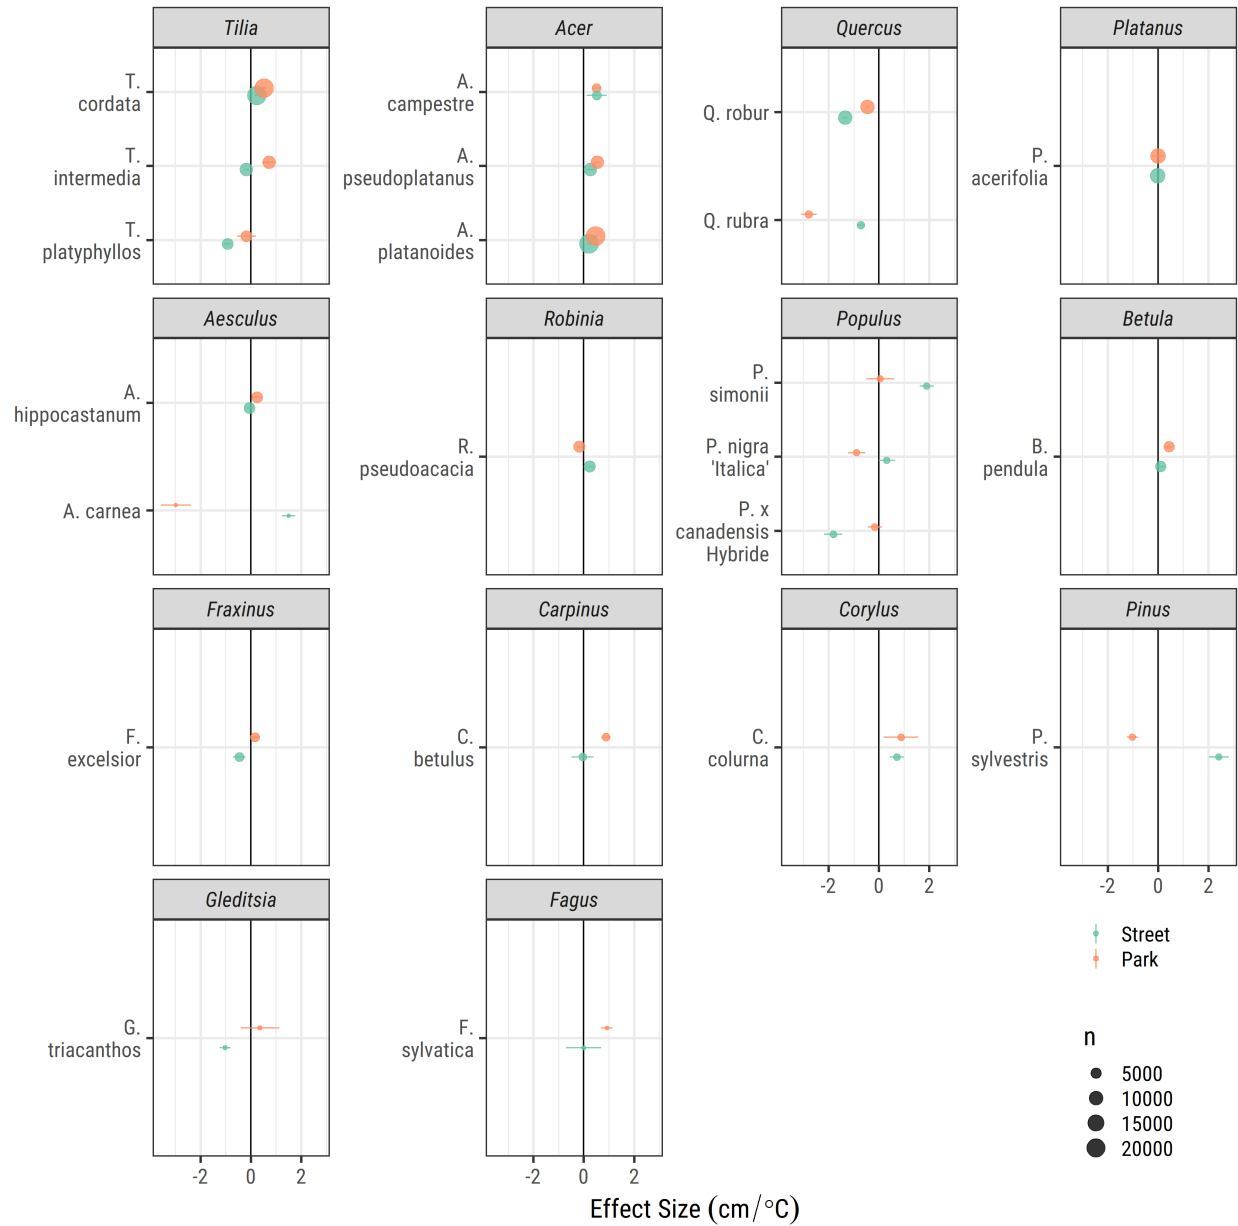 Tilia
Acer
Quercus
Platanus
T.
cordata
T.
intermedia
T.
platyphyllos
A.
campestre
A.
pseudoplatanus
A.
platanoides
Q. robur
Q. rubra
P.
acerifolia
Aesculus
Robinia
Populus
Betula
A.
hippocastanum
A. carnea
R.
pseudoacacia
P.
simonii
P. nigra
'Italica'
P. x
canadensis
Hybride
B.
pendula
Fraxinus
Carpinus
Corylus
Pinus
F.
excelsior
C.
betulus
C.
colurna
P.
sylvestris
-2 0 2
-2 0 2
Gleditsia
Fagus
G.
triacanthos
F.
sylvatica
-2 0 2
-2 0 2
Street
Park
n
5000
10000
15000
20000
Effect Size (cm/°C)